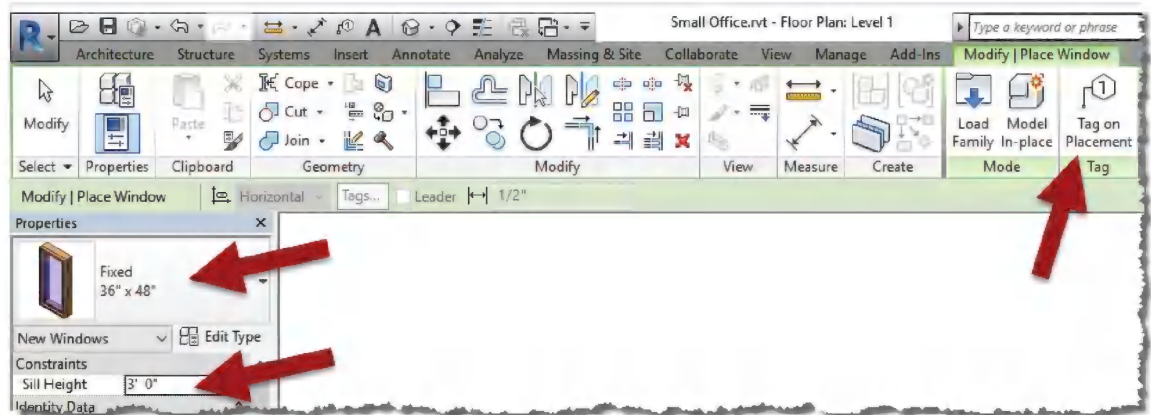 Small Office.rvt - Floor Plan: Level 1
Type a keyword or phrase
Architecture Structure Systems Insert Annotate Analyze Massing & Site Collaborate View Manage Add-Ins Modify | Place Window
Cope
Cut
Join
Modify
Paste
Load Family
Model In-place
1
Tag on Placement
Select Properties Clipboard Geometry Modify View Measure Create Mode Tag
Modify | Place Window Horizontal Tags... Leader 1/2"
Properties
Fixed
36" x 48"
New Windows Edit Type
Constraints
Sill Height 3' 0"
Identity Data